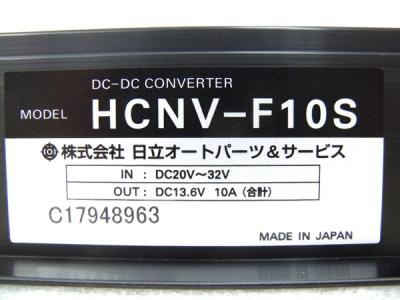 DC-DC CONVERTER
MODEL HCNV-F10S
株式会社 日立オートパーツ&サービス
IN : DC20V〜32V
OUT : DC13.6V 10A (合計)
C17948963
MADE IN JAPAN